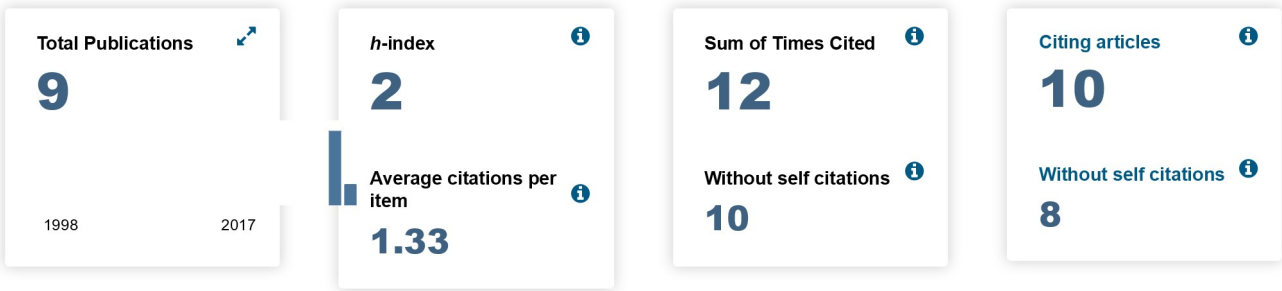 Total Publications
9
1998 2017
h-index
2
Average citations per
item
1.33
Sum of Times Cited
12
Without self citations
10
Citing articles
10
Without self citations
8